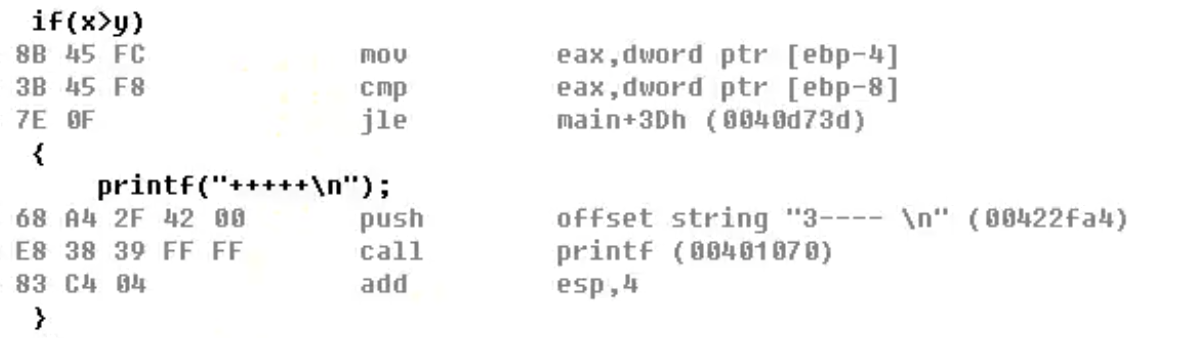 if(x>y)
8B 45 FC mov eax,dword ptr [ebp-4]
3B 45 F8 cmp eax,dword ptr [ebp-8]
7E 0F jle main+3Dh (0040d73d)
{
printf("+++++\n");
68 A4 2F 42 00 push offset string "3---- \n" (00422fa4)
E8 38 39 FF FF call printf (00401070)
83 C4 04 add esp,4
}